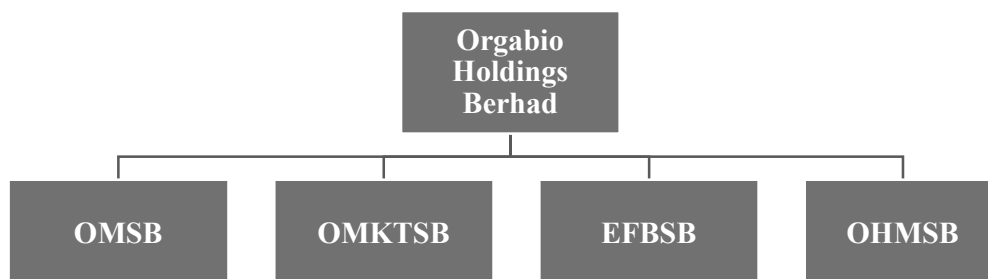 Orgabio
Holdings
Berhad
OMSB
OMKTSB
EFBSB
OHMSB